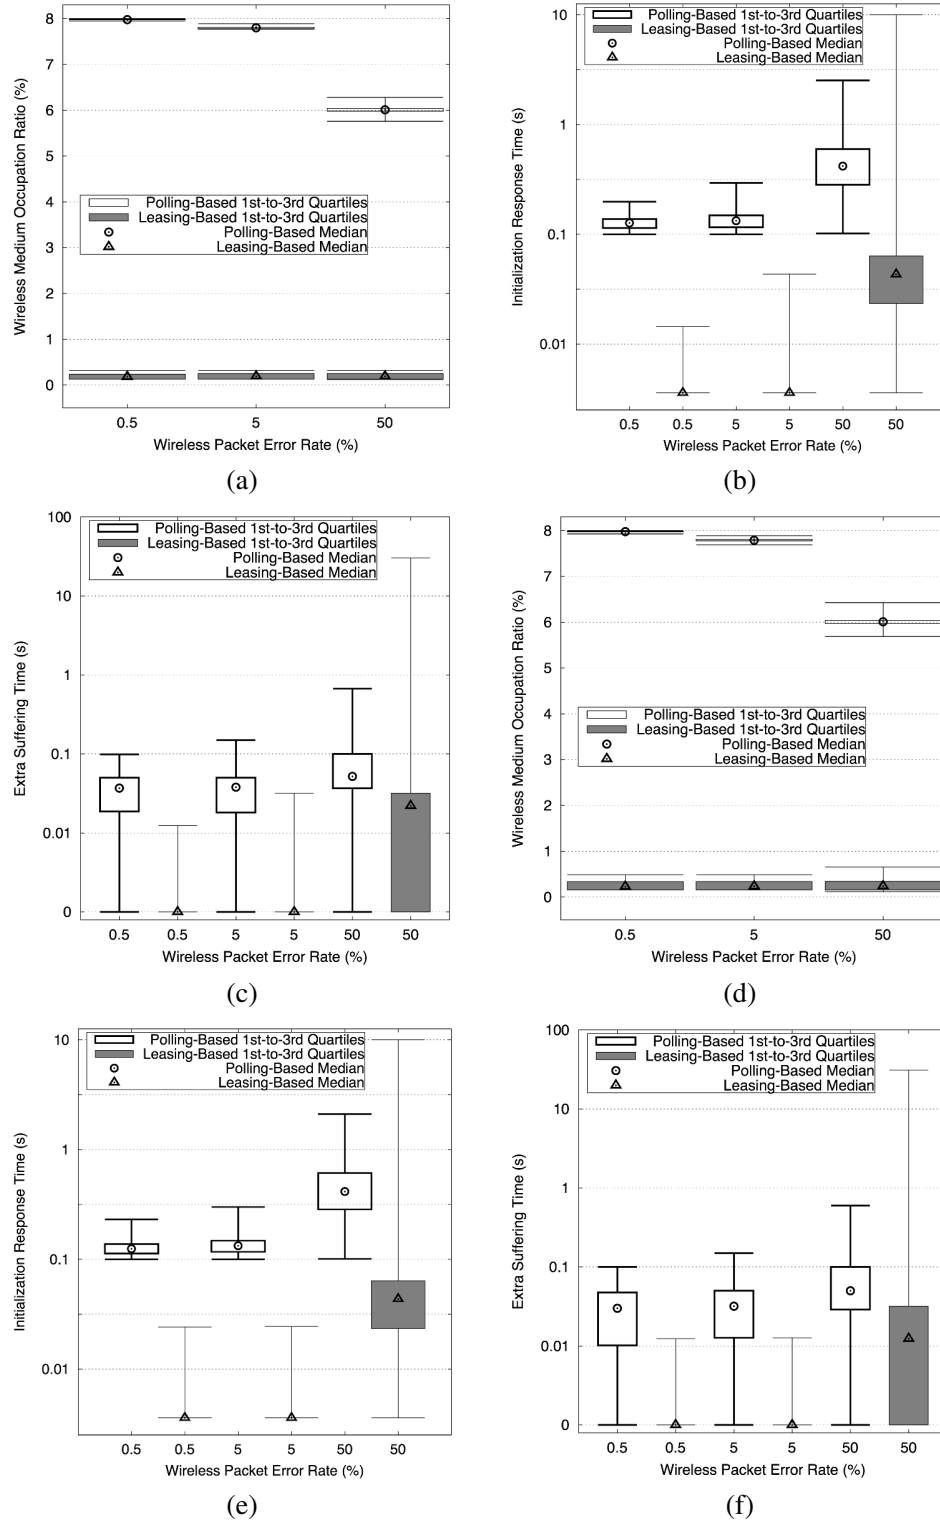 8
7
6
5
4
3
2
1
0
Wireless Medium Occupation Ratio (%)
Polling-Based 1st-to-3rd Quartiles
Leasing-Based 1st-to-3rd Quartiles
Polling-Based Median
Leasing-Based Median
0.5 5 50
Wireless Packet Error Rate (%)
(a)
10
1
0.1
0.01
Initialization Response Time (s)
Polling-Based 1st-to-3rd Quartiles
Leasing-Based 1st-to-3rd Quartiles
Polling-Based Median
Leasing-Based Median
0.5 0.5 5 5 50 50
Wireless Packet Error Rate (%)
(b)
100
10
1
0.1
0.01
0
Extra Suffering Time (s)
Polling-Based 1st-to-3rd Quartiles
Leasing-Based 1st-to-3rd Quartiles
Polling-Based Median
Leasing-Based Median
0.5 0.5 5 5 50 50
Wireless Packet Error Rate (%)
(c)
8
7
6
5
4
3
2
1
0
Wireless Medium Occupation Ratio (%)
Polling-Based 1st-to-3rd Quartiles
Leasing-Based 1st-to-3rd Quartiles
Polling-Based Median
Leasing-Based Median
0.5 5 50
Wireless Packet Error Rate (%)
(d)
10
1
0.1
0.01
Initialization Response Time (s)
Polling-Based 1st-to-3rd Quartiles
Leasing-Based 1st-to-3rd Quartiles
Polling-Based Median
Leasing-Based Median
0.5 0.5 5 5 50 50
Wireless Packet Error Rate (%)
(e)
100
10
1
0.1
0.01
0
Extra Suffering Time (s)
Polling-Based 1st-to-3rd Quartiles
Leasing-Based 1st-to-3rd Quartiles
Polling-Based Median
Leasing-Based Median
0.5 0.5 5 5 50 50
Wireless Packet Error Rate (%)
(f)